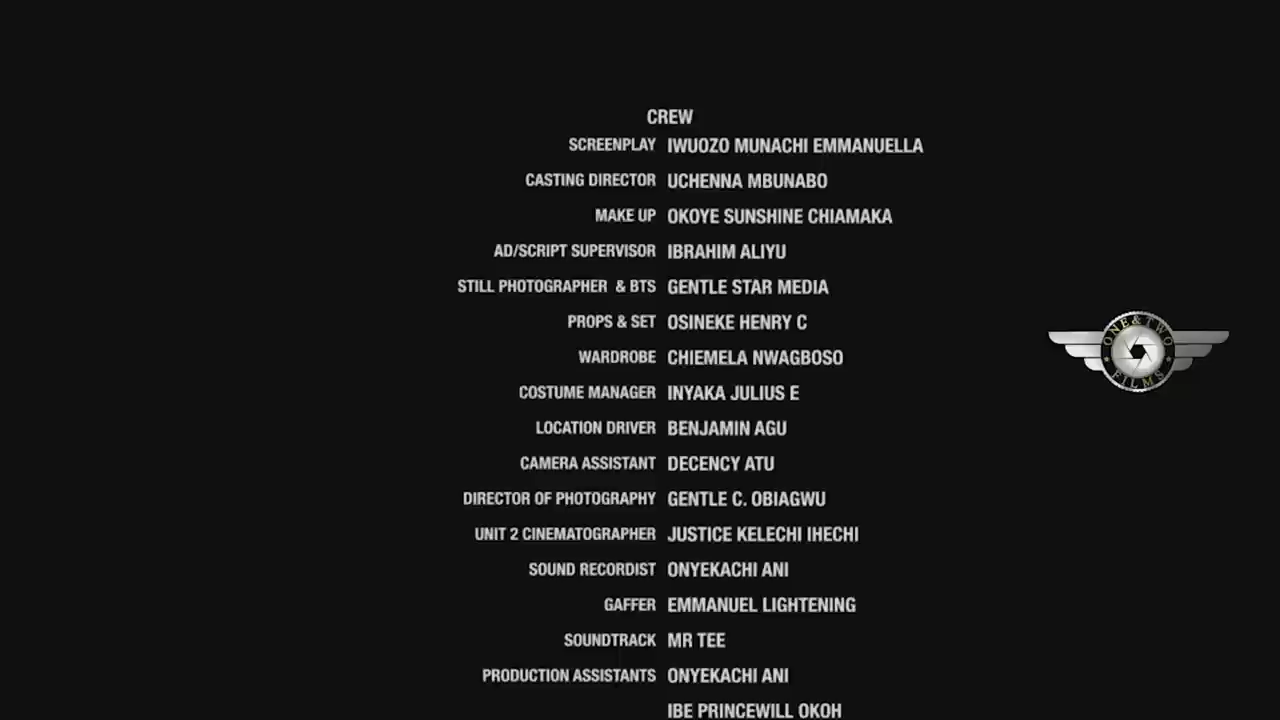 CREW
SCREENPLAY IWUOZO MUNACHI EMMANUELLA
CASTING DIRECTOR UCHENNA MBUNABO
MAKE UP OKOYE SUNSHINE CHIAMAKA
AD/SCRIPT SUPERVISOR IBRAHIM ALIYU
STILL PHOTOGRAPHER & BTS GENTLE STAR MEDIA
PROPS & SET OSINEKE HENRY C
WARDROBE CHIEMELA NWAGBOSO
COSTUME MANAGER INYAKA JULIUS E
LOCATION DRIVER BENJAMIN AGU
CAMERA ASSISTANT DECENCY ATU
DIRECTOR OF PHOTOGRAPHY GENTLE C. OBIAGWU
UNIT 2 CINEMATOGRAPHER JUSTICE KELECHI IHECHI
SOUND RECORDIST ONYEKACHI ANI
GAFFER EMMANUEL LIGHTENING
SOUNDTRACK MR TEE
PRODUCTION ASSISTANTS ONYEKACHI ANI
IBE PRINCEWILL OKOH
ONE&TWO
FILMS